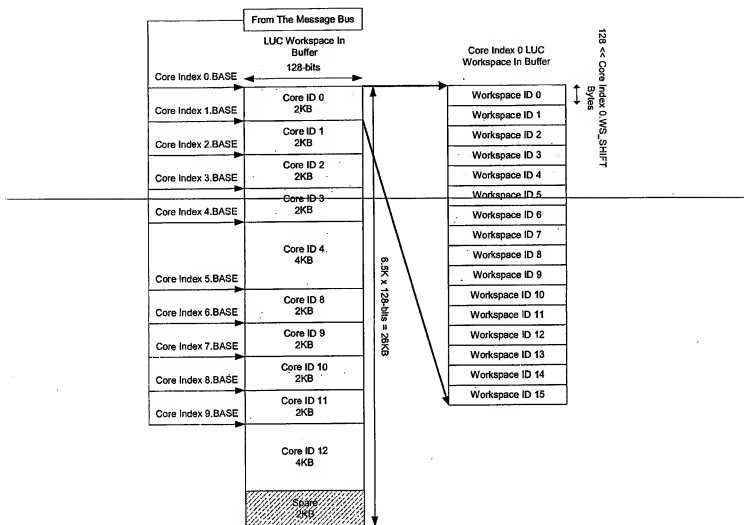 From The Message Bus
LUC Workspace In
Buffer
128-bits
Core Index 0.BASE
Core Index 1.BASE
Core Index 2.BASE
Core Index 3.BASE
Core Index 4.BASE
Core Index 5.BASE
Core Index 6.BASE
Core Index 7.BASE
Core Index 8.BASE
Core Index 9.BASE
Core ID 0
2KB
Core ID 1
2KB
Core ID 2
2KB
Core ID 3
2KB
Core ID 4
4KB
Core ID 8
2KB
Core ID 9
2KB
Core ID 10
2KB
Core ID 11
2KB
Core ID 12
4KB
Spare
2KB
6.5K x 128-bits = 26KB
Core Index 0 LUC
Workspace In Buffer
Workspace ID 0
Workspace ID 1
Workspace ID 2
Workspace ID 3
Workspace ID 4
Workspace ID 5
Workspace ID 6
Workspace ID 7
Workspace ID 8
Workspace ID 9
Workspace ID 10
Workspace ID 11
Workspace ID 12
Workspace ID 13
Workspace ID 14
Workspace ID 15
128 << Core Index 0.WS_SHIFT
Bytes